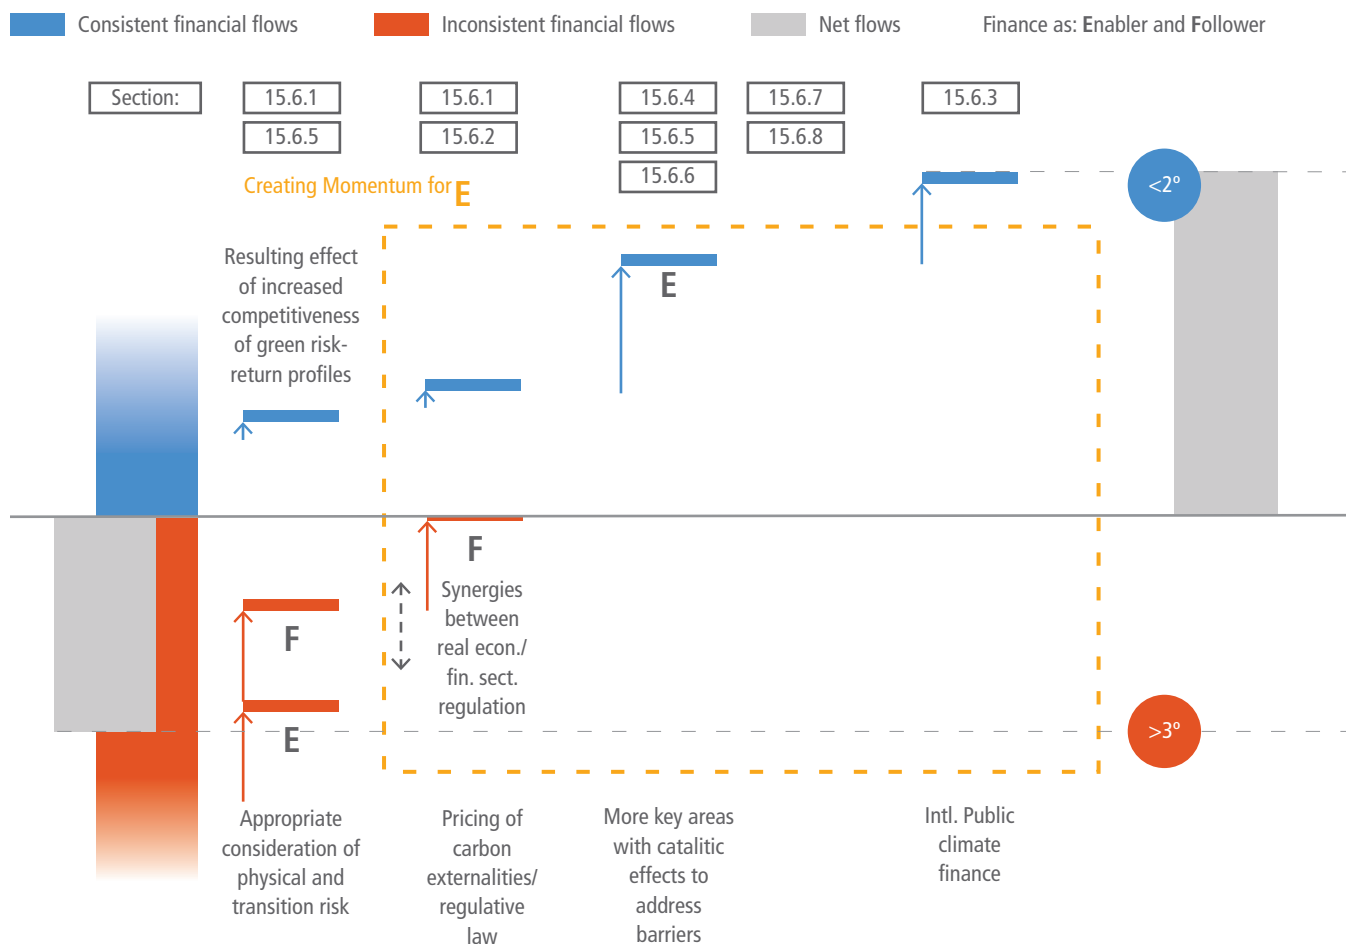 Consistent financial flows
Inconsistent financial flows
Net flows
Finance as: Enabler and Follower
Section:
15.6.1
15.6.5
15.6.1
15.6.2
15.6.4
15.6.5
15.6.6
15.6.7
15.6.8
15.6.3
Creating Momentum for E
<2º
Resulting effect
of increased
competitiveness
of green risk-
return profiles
E
F
Synergies
between
real econ./
fin. sect.
regulation
F
E
>3º
Appropriate
consideration of
physical and
transition risk
Pricing of
carbon
externalities/
regulative
law
More key areas
with catalitic
effects to
address
barriers
Intl. Public
climate
finance